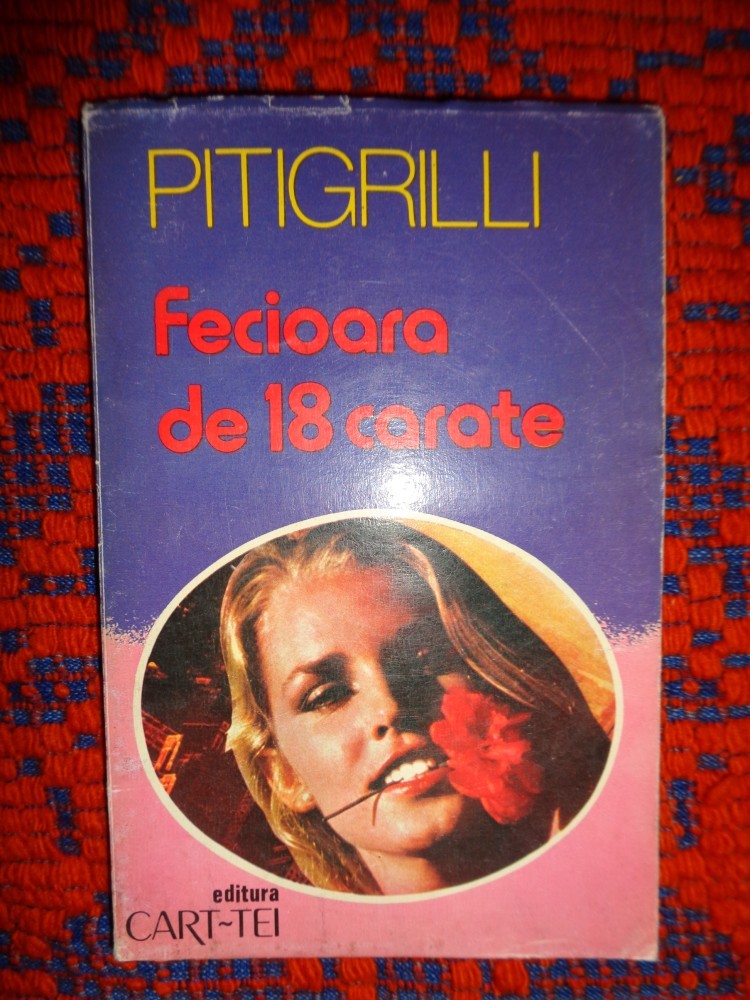 PITIGRILLI
Fecioara
de 18 carate
editura
CART~TEI